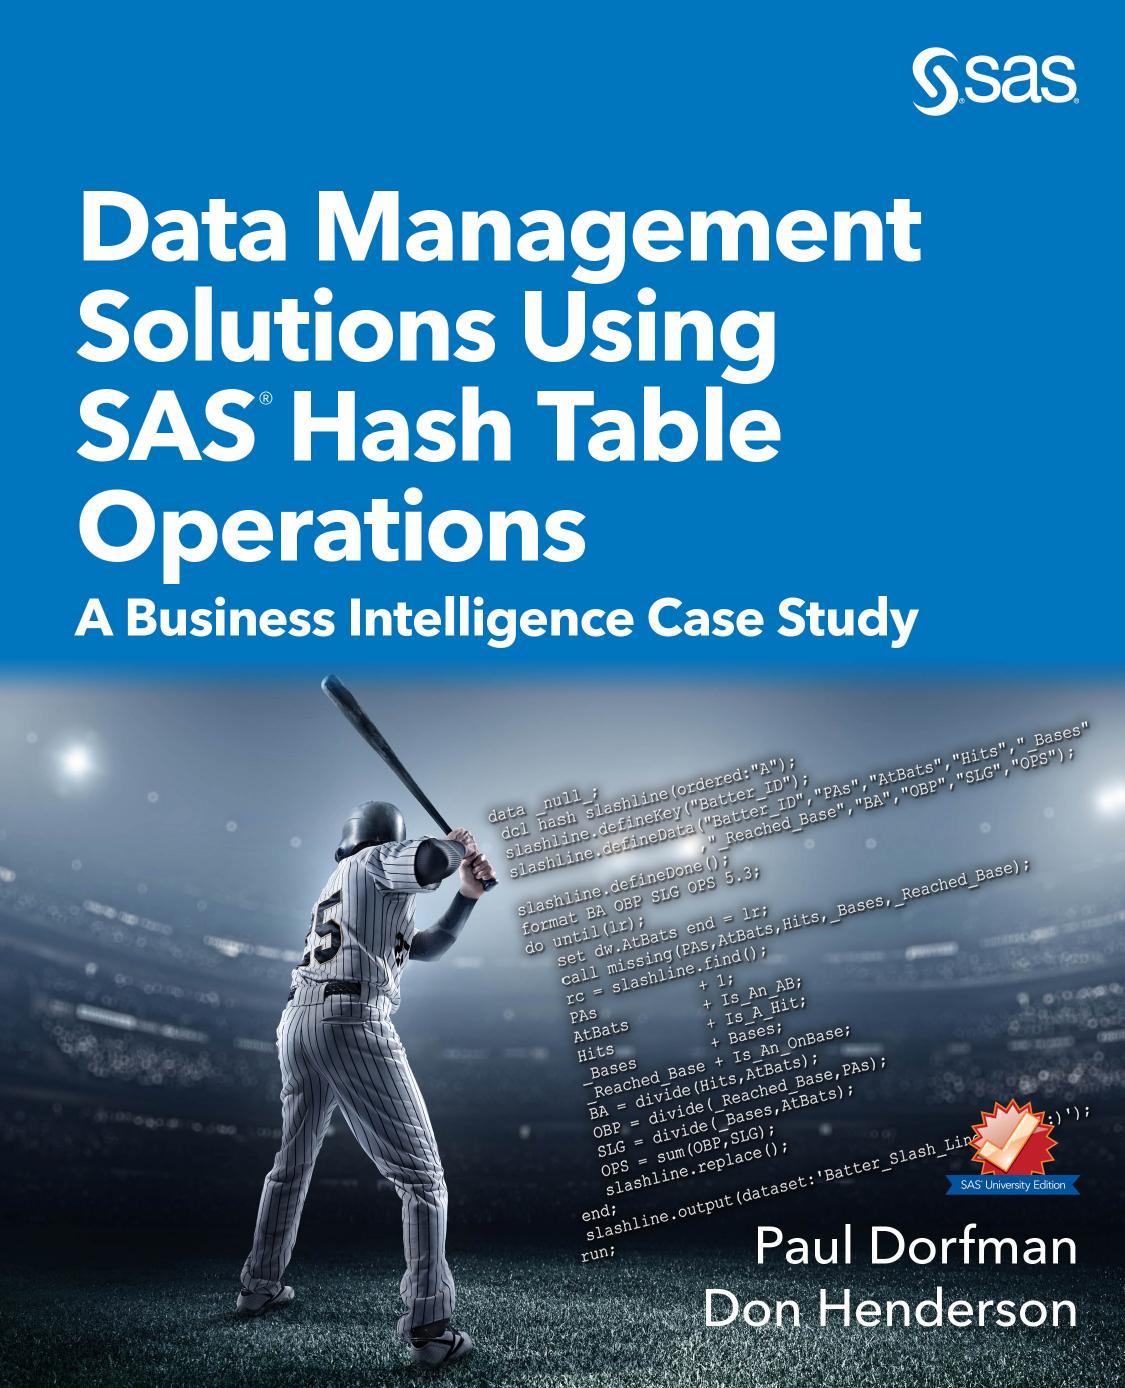 sas
Data Management
Solutions Using
SAS® Hash Table
Operations
A Business Intelligence Case Study
data _null_;
dcl hash slashline(ordered:"A");
slashline.defineKey("Batter_ID");
slashline.defineData("Batter_ID","PAs","AtBats","Hits","_Bases"
,"_Reached_Base","BA","OBP","SLG","OPS");
slashline.defineDone();
format BA OBP SLG OPS 5.3;
do until(lr);
set dw.AtBats end = lr;
call missing(PAs,AtBats,Hits,_Bases,_Reached_Base);
rc = slashline.find();
PAs + 1;
AtBats + Is_An_AB;
Hits + Is_A_Hit;
_Bases + Bases;
_Reached_Base + Is_An_OnBase;
BA = divide(Hits,AtBats);
OBP = divide(_Reached_Base,PAs);
SLG = divide(_Bases,AtBats);
OPS = sum(OBP,SLG);
slashline.replace();
end;
slashline.output(dataset:'Batter_Slash_Lin :)');
run;
SAS® University Edition
Paul Dorfman
Don Henderson